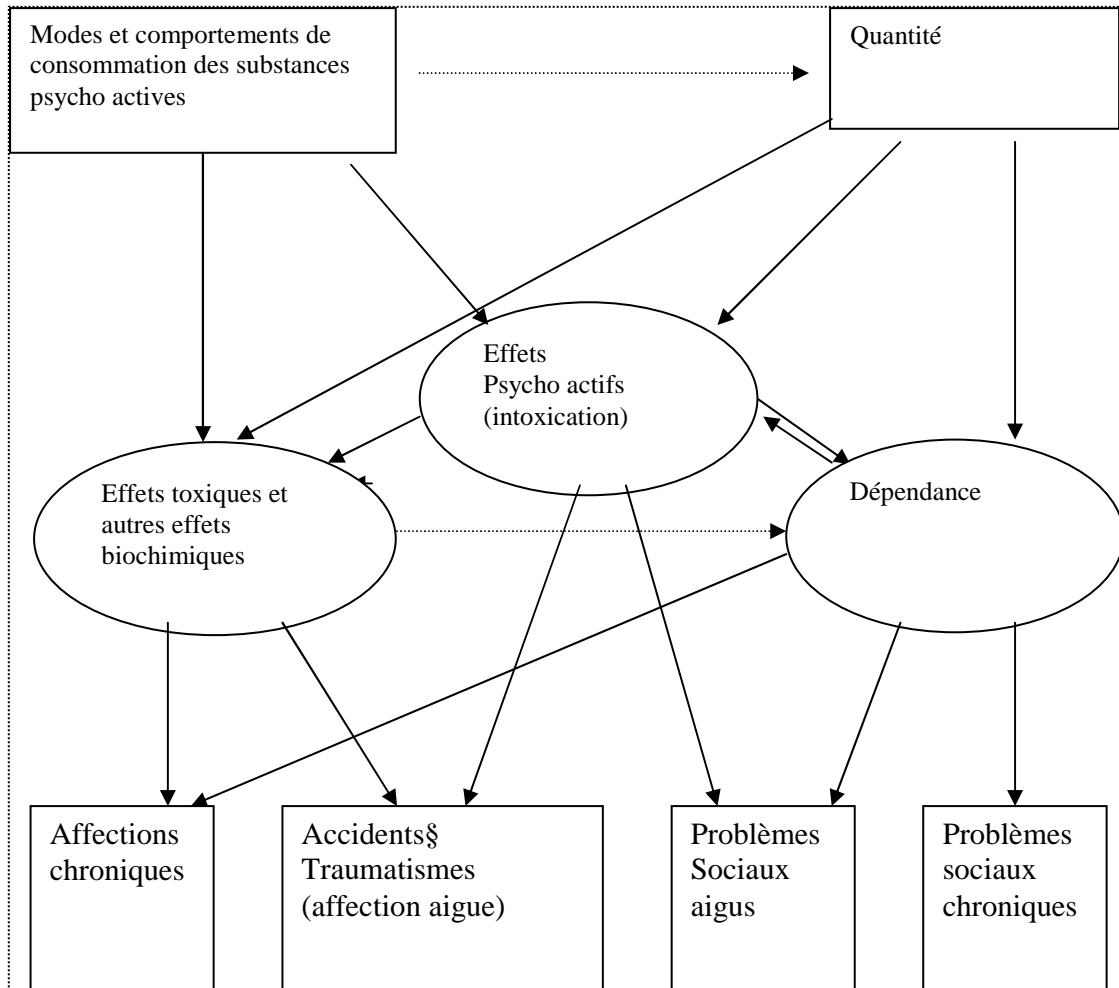 Modes et comportements de
consommation des substances
psycho actives
Quantité
Effets
Psycho actifs
(intoxication)
Effets toxiques et
autres effets
biochimiques
Dépendance
Affections
chroniques
Accidents§
Traumatismes
(affection aigue)
Problèmes
Sociaux
aigus
Problèmes
sociaux
chroniques